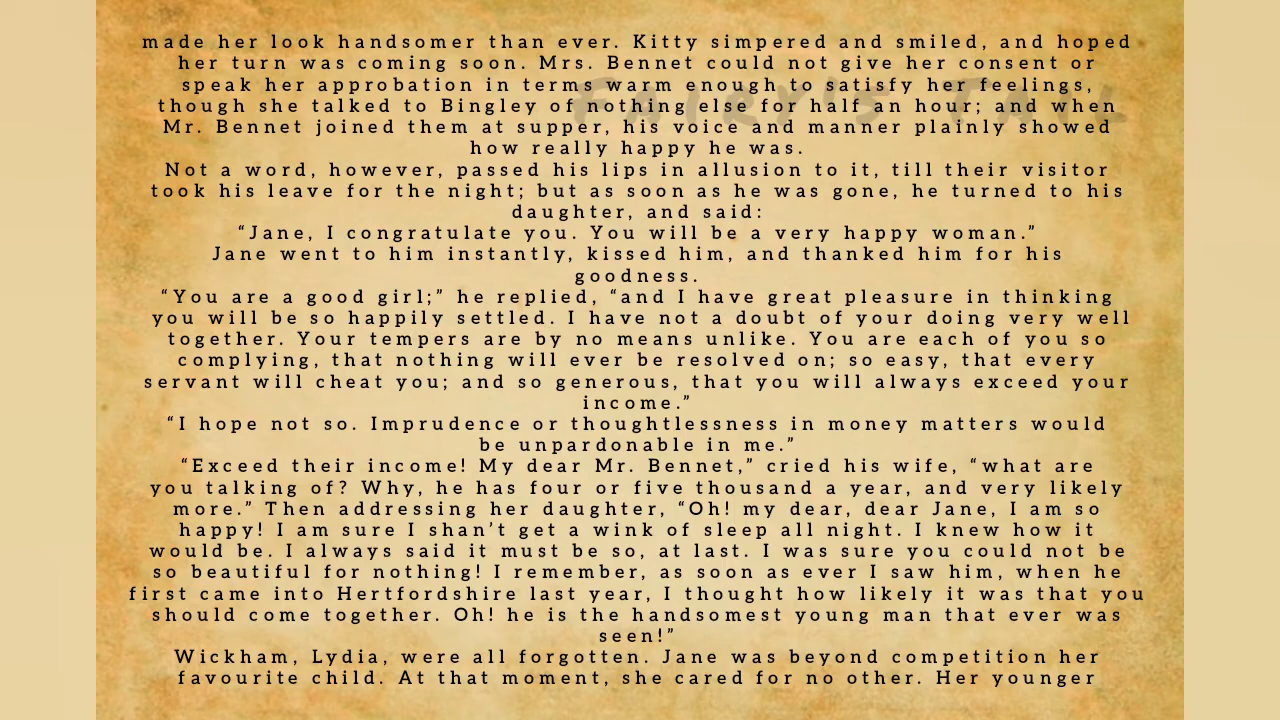 made her look handsomer than ever. Kitty simpered and smiled, and hoped
her turn was coming soon. Mrs. Bennet could not give her consent or
speak her approbation in terms warm enough to satisfy her feelings,
though she talked to Bingley of nothing else for half an hour; and when
Mr. Bennet joined them at supper, his voice and manner plainly showed
how really happy he was.
Not a word, however, passed his lips in allusion to it, till their visitor
took his leave for the night; but as soon as he was gone, he turned to his
daughter, and said:
“Jane, I congratulate you. You will be a very happy woman.”
Jane went to him instantly, kissed him, and thanked him for his
goodness.
“You are a good girl;” he replied, “and I have great pleasure in thinking
you will be so happily settled. I have not a doubt of your doing very well
together. Your tempers are by no means unlike. You are each of you so
complying, that nothing will ever be resolved on; so easy, that every
servant will cheat you; and so generous, that you will always exceed your
income.”
“I hope not so. Imprudence or thoughtlessness in money matters would
be unpardonable in me.”
“Exceed their income! My dear Mr. Bennet,” cried his wife, “what are
you talking of? Why, he has four or five thousand a year, and very likely
more.” Then addressing her daughter, “Oh! my dear, dear Jane, I am so
happy! I am sure I shan’t get a wink of sleep all night. I knew how it
would be. I always said it must be so, at last. I was sure you could not be
so beautiful for nothing! I remember, as soon as ever I saw him, when he
first came into Hertfordshire last year, I thought how likely it was that you
should come together. Oh! he is the handsomest young man that ever was
seen!”
Wickham, Lydia, were all forgotten. Jane was beyond competition her
favourite child. At that moment, she cared for no other. Her younger